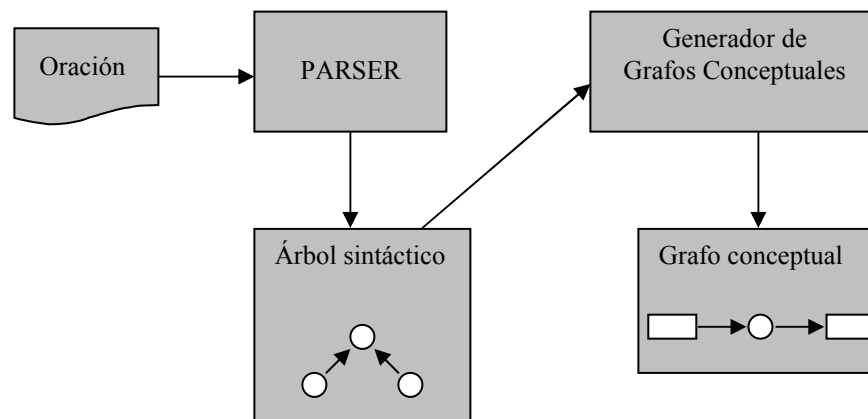 Oración
PARSER
Generador de
Grafos Conceptuales
Árbol sintáctico
Grafo conceptual